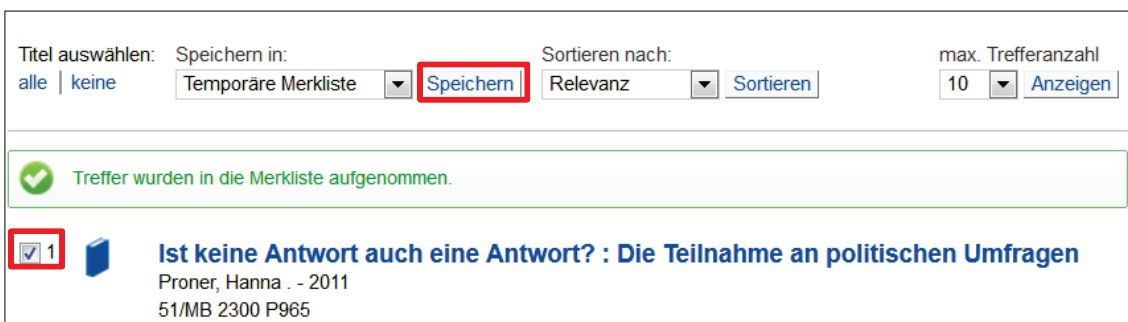 Titel auswählen: Speichern in: Sortieren nach: max. Trefferanzahl
alle | keine Temporäre Merkliste Speichern Relevanz Sortieren 10 Anzeigen
Treffer wurden in die Merkliste aufgenommen.
1 Ist keine Antwort auch eine Antwort? : Die Teilnahme an politischen Umfragen
Proner, Hanna . - 2011
51/MB 2300 P965